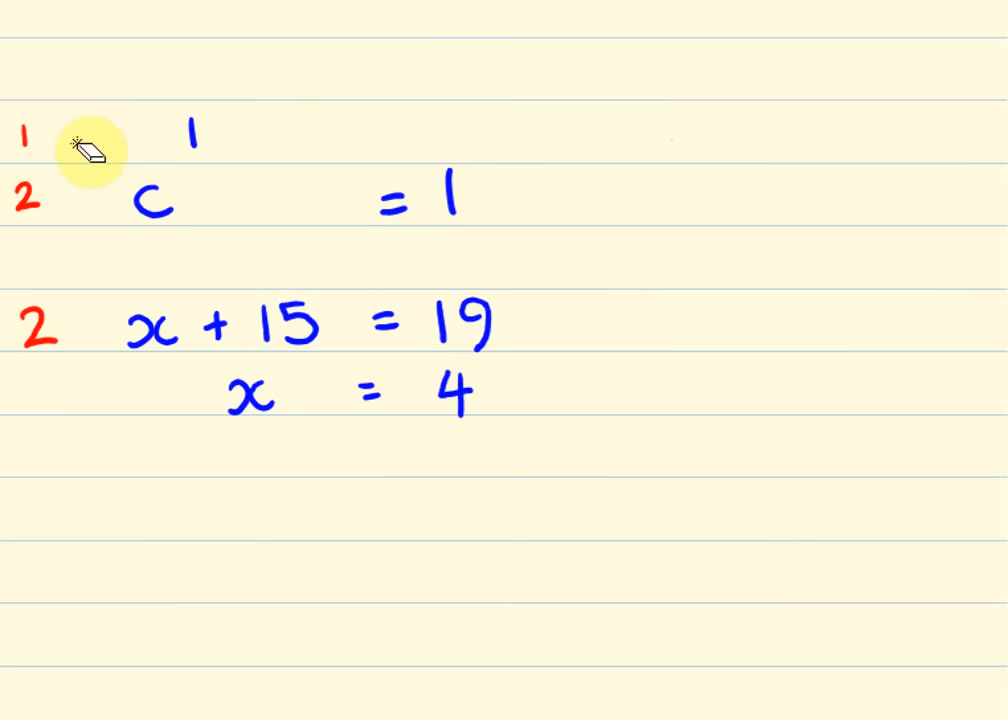 1 1
2 c = 1
2 x + 15 = 19
x = 4